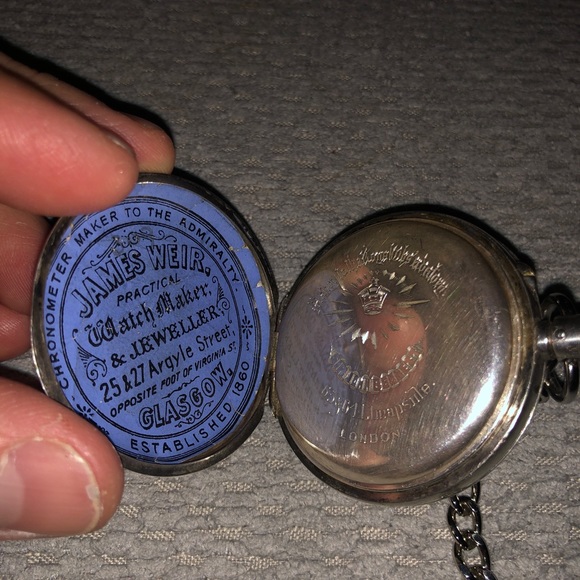 CHRONOMETER MAKER TO THE ADMIRALTY
JAMES WEIR,
PRACTICAL
Watch Maker,
& JEWELLER
25 & 27 Argyle Street,
OPPOSITE FOOT OF VIRGINIA ST.
GLASGOW,
ESTABLISHED 1860
LONDON